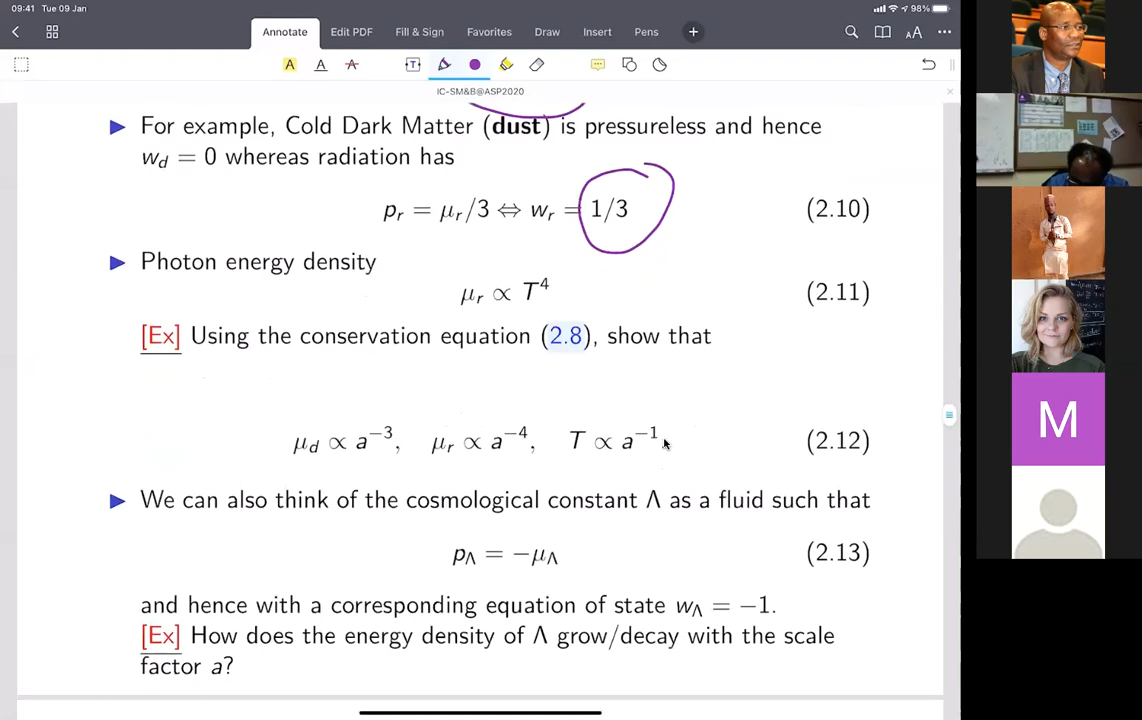 09:41 Tue 09 Jan
98%
Annotate Edit PDF Fill & Sign Favorites Draw Insert Pens
AA
A A A T
IC-SM&B@ASP2020
► For example, Cold Dark Matter (dust) is pressureless and hence
w_d = 0 whereas radiation has
p_r = μ_r/3 ⇔ w_r = 1/3 (2.10)
► Photon energy density
μ_r ∝ T⁴ (2.11)
[Ex] Using the conservation equation (2.8), show that
μ_d ∝ a⁻³, μ_r ∝ a⁻⁴, T ∝ a⁻¹ (2.12)
► We can also think of the cosmological constant Λ as a fluid such that
p_Λ = −μ_Λ (2.13)
and hence with a corresponding equation of state w_Λ = −1.
[Ex] How does the energy density of Λ grow/decay with the scale
factor a?
M